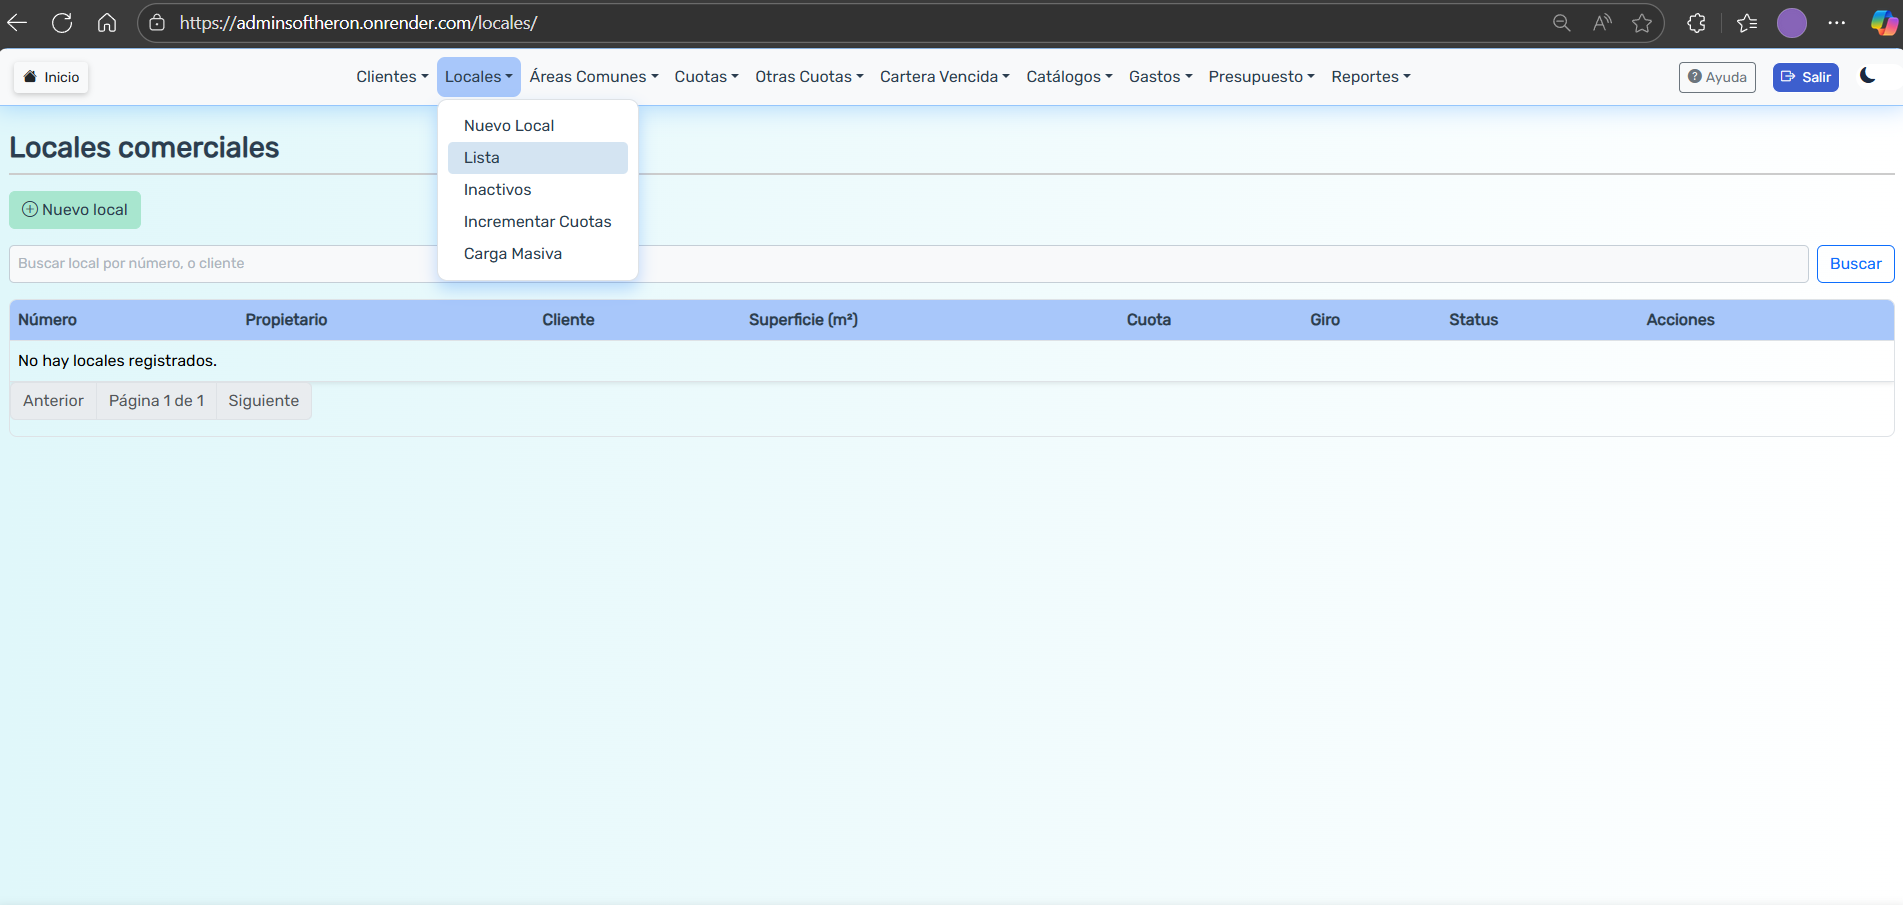 https://adminsoftheron.onrender.com/locales/
Inicio Clientes Locales Áreas Comunes Cuotas Otras Cuotas Cartera Vencida Catálogos Gastos Presupuesto Reportes Ayuda Salir
Nuevo Local
Lista
Inactivos
Incrementar Cuotas
Carga Masiva
Locales comerciales
Nuevo local
Buscar local por número, o cliente Buscar
Número Propietario Cliente Superficie (m²) Cuota Giro Status Acciones
No hay locales registrados.
Anterior Página 1 de 1 Siguiente